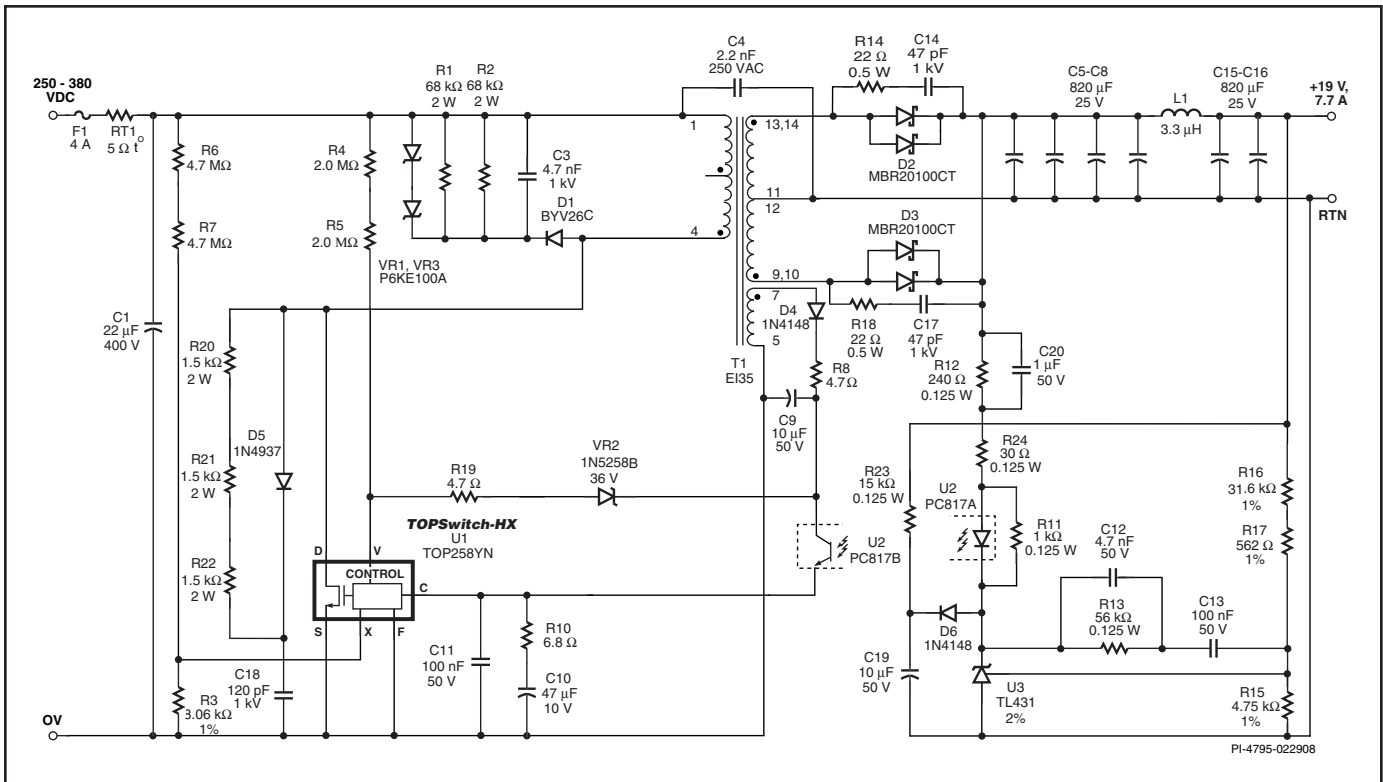 250 - 380
VDC
F1
4 A
RT1
5 Ω
t°
R6
4.7 MΩ
R7
4.7 MΩ
R4
2.0 MΩ
R5
2.0 MΩ
R1
68 kΩ
2 W
R2
68 kΩ
2 W
C3
4.7 nF
1 kV
D1
BYV26C
VR1, VR3
P6KE100A
C4
2.2 nF
250 VAC
1
4
13,14
11
12
9,10
7
5
T1
EI35
R14
22 Ω
0.5 W
C14
47 pF
1 kV
D2
MBR20100CT
D3
MBR20100CT
C5-C8
820 μF
25 V
L1
3.3 μH
C15-C16
820 μF
25 V
+19 V,
7.7 A
RTN
D4
1N4148
R18
22 Ω
0.5 W
C17
47 pF
1 kV
R8
4.7Ω
C9
10 μF
50 V
R12
240 Ω
0.125 W
C20
1 μF
50 V
C1
22 μF
400 V
R20
1.5 kΩ
2 W
R21
1.5 kΩ
2 W
R22
1.5 kΩ
2 W
D5
1N4937
R19
4.7 Ω
VR2
1N5258B
36 V
TOPSwitch-HX
U1
TOP258YN
D
V
CONTROL
C
S
X
F
U2
PC817B
R23
15 kΩ
0.125 W
R24
30 Ω
0.125 W
U2
PC817A
R11
1 kΩ
0.125 W
C12
4.7 nF
50 V
R16
31.6 kΩ
1%
R17
562 Ω
1%
R13
56 kΩ
0.125 W
C13
100 nF
50 V
D6
1N4148
C19
10 μF
50 V
U3
TL431
2%
R15
4.75 kΩ
1%
C18
120 pF
1 kV
R3
1%
C11
100 nF
50 V
R10
6.8 Ω
C10
47 μF
10 V
OV
PI-4795-022908